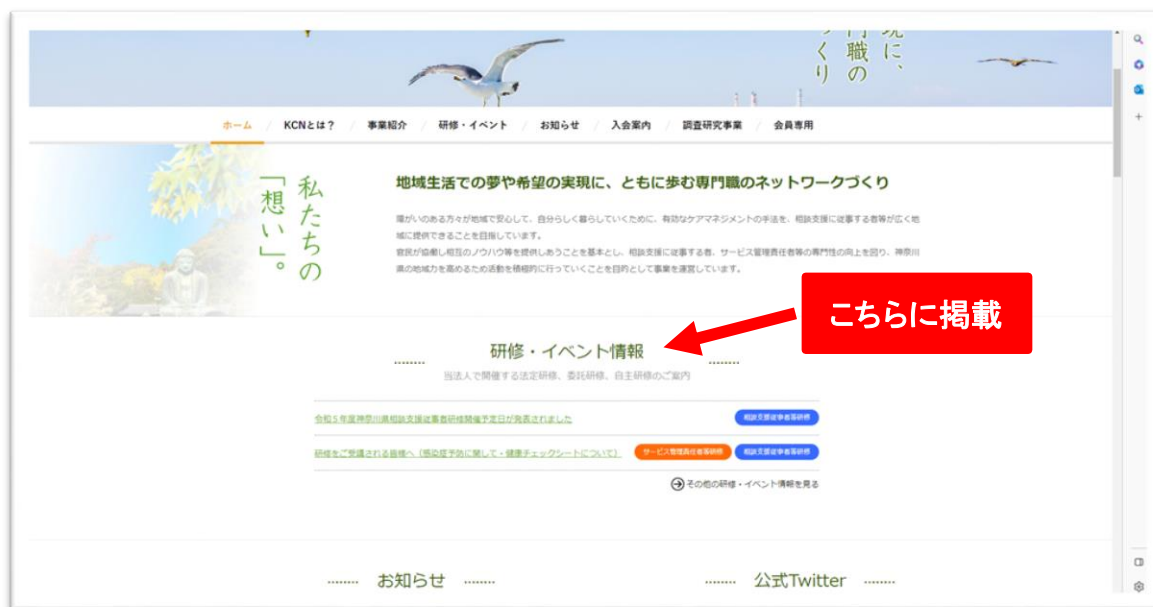 現に、
門職の
づくり
ホーム / KCNとは? / 事業紹介 / 研修・イベント / お知らせ / 入会案内 / 調査研究事業 / 会員専用
私たちの
「想い」。
地域生活での夢や希望の実現に、ともに歩む専門職のネットワークづくり
障がいのある方々が地域で安心して、自分らしく暮らしていくために、有効なケアマネジメントの手法を、相談支援に従事する者等が広く地
域に提供できることを目指しています。
官民が協働し相互のノウハウ等を提供しあうことを基本とし、相談支援に従事する者、サービス管理責任者等の専門性の向上を図り、神奈川
県の地域力を高めるため活動を積極的に行っていくことを目的として事業を運営しています。
こちらに掲載
研修・イベント情報
当法人で開催する法定研修、委託研修、自主研修のご案内
令和5年度神奈川県相談支援従事者研修開催予定日が発表されました
相談支援従事者等研修
研修をご受講される皆様へ(感染症予防に関して・健康チェックシートについて)
サービス管理責任者等研修 相談支援従事者等研修
その他の研修・イベント情報を見る
お知らせ
公式Twitter